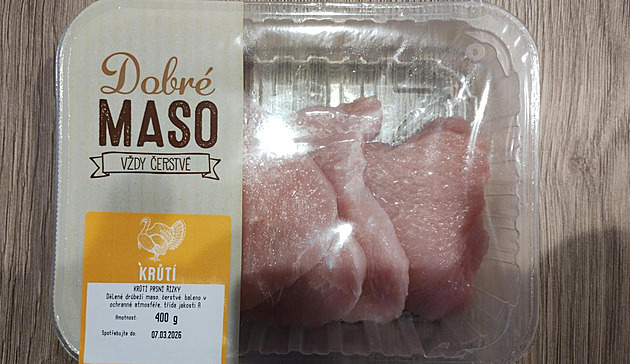 Dobré
MASO
VŽDY ČERSTVÉ
KRŮTÍ
KRŮTÍ PRSNÍ ŘÍZKY
Dělené drůbeží maso, čerstvé, baleno v
ochranné atmosféře, třída jakosti A
Hmotnost: 400 g
Spotřebujte do: 07.03.2026